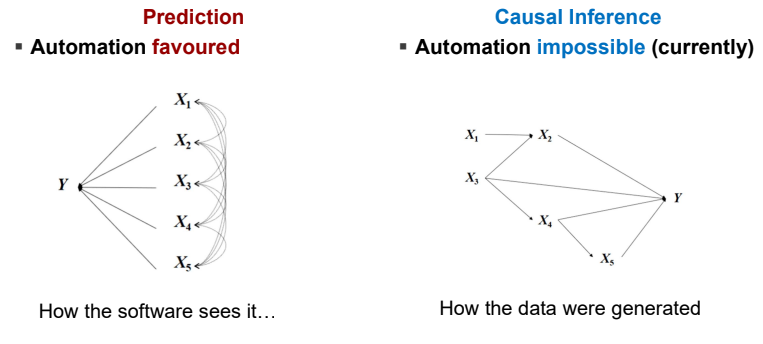 Prediction
▪ Automation favoured
X1
X2
Y
X3
X4
X5
How the software sees it…
Causal Inference
▪ Automation impossible (currently)
X1
X2
X3
Y
X4
X5
How the data were generated